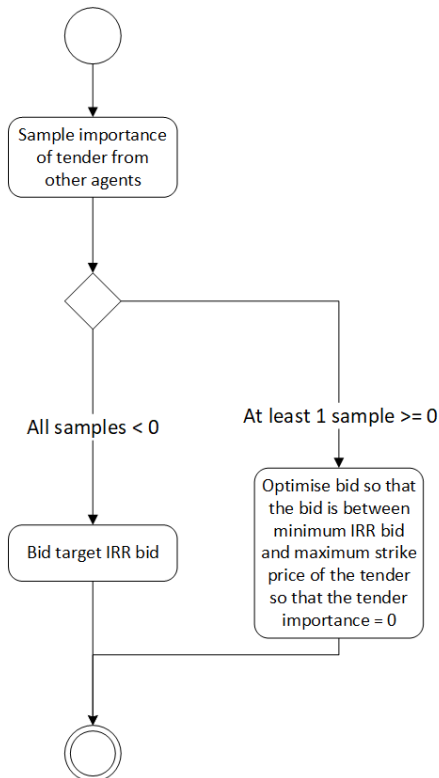 Sample importance
of tender from
other agents
All samples < 0
At least 1 sample >= 0
Bid target IRR bid
Optimise bid so that
the bid is between
minimum IRR bid
and maximum strike
price of the tender
so that the tender
importance = 0